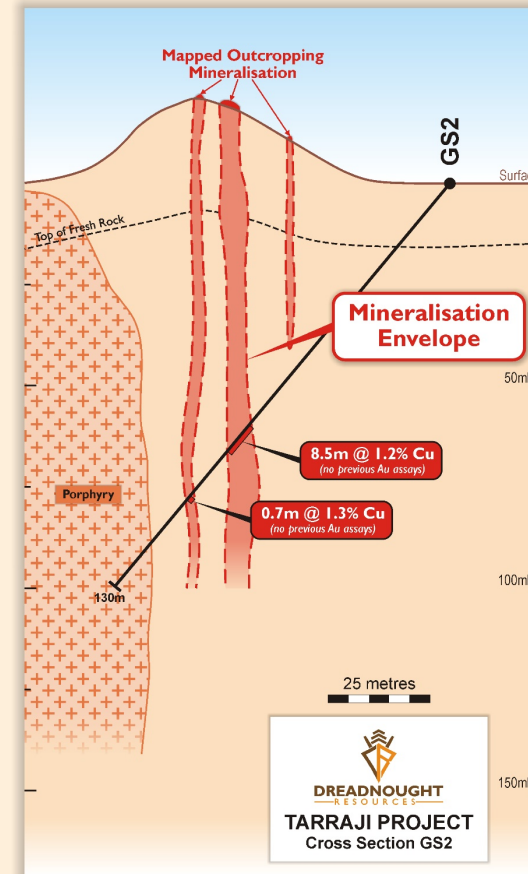 Mapped Outcropping
Mineralisation
GS2
Surfac
Top of Fresh Rock
Mineralisation
Envelope
50m
8.5m @ 1.2% Cu
(no previous Au assays)
Porphyry
0.7m @ 1.3% Cu
(no previous Au assays)
100m
130m
25 metres
DREADNOUGHT
RESOURCES
TARRAJI PROJECT
Cross Section GS2
150m